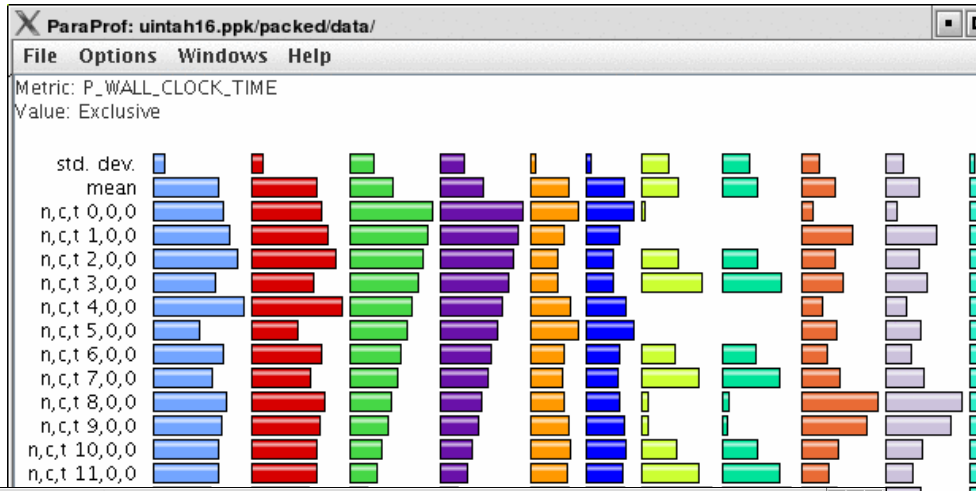 ParaProf: uintah16.ppk/packed/data/
File Options Windows Help
Metric: P_WALL_CLOCK_TIME
Value: Exclusive
std. dev.
mean
n,c,t 0,0,0
n,c,t 1,0,0
n,c,t 2,0,0
n,c,t 3,0,0
n,c,t 4,0,0
n,c,t 5,0,0
n,c,t 6,0,0
n,c,t 7,0,0
n,c,t 8,0,0
n,c,t 9,0,0
n,c,t 10,0,0
n,c,t 11,0,0